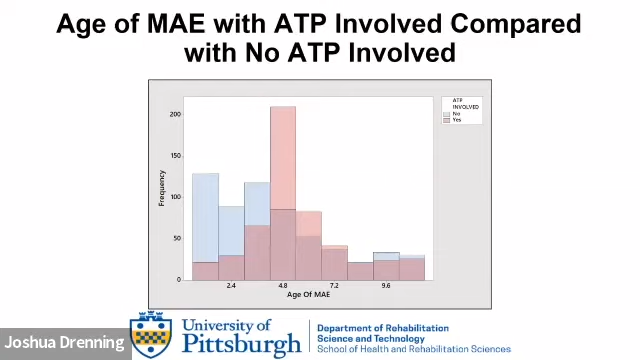 Age of MAE with ATP Involved Compared
with No ATP Involved
ATP
INVOLVED
No
Yes
200
150
100
50
0
Frequency
2.4 4.8 7.2 9.6
Age Of MAE
University of
Pittsburgh
Department of Rehabilitation
Science and Technology
School of Health and Rehabilitation Sciences
Joshua Drenning